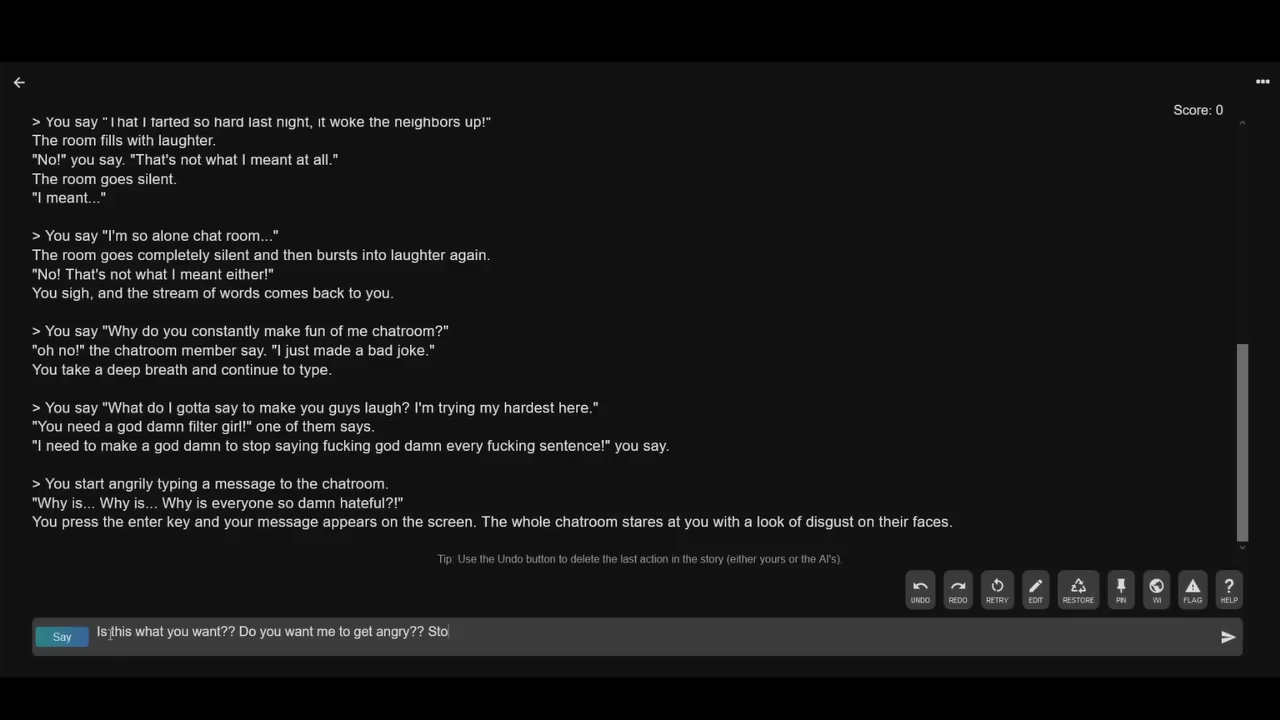 Score: 0
> You say "That I farted so hard last night, it woke the neighbors up!"
The room fills with laughter.
"No!" you say. "That's not what I meant at all."
The room goes silent.
"I meant..."
> You say "I'm so alone chat room..."
The room goes completely silent and then bursts into laughter again.
"No! That's not what I meant either!"
You sigh, and the stream of words comes back to you.
> You say "Why do you constantly make fun of me chatroom?"
"oh no!" the chatroom member say. "I just made a bad joke."
You take a deep breath and continue to type.
> You say "What do I gotta say to make you guys laugh? I'm trying my hardest here."
"You need a god damn filter girl!" one of them says.
"I need to make a god damn to stop saying fucking god damn every fucking sentence!" you say.
> You start angrily typing a message to the chatroom.
"Why is... Why is... Why is everyone so damn hateful?!"
You press the enter key and your message appears on the screen. The whole chatroom stares at you with a look of disgust on their faces.
Tip: Use the Undo button to delete the last action in the story (either yours or the AI's).
UNDO REDO RETRY EDIT RESTORE PIN WI FLAG HELP
Say Is this what you want?? Do you want me to get angry?? Sto